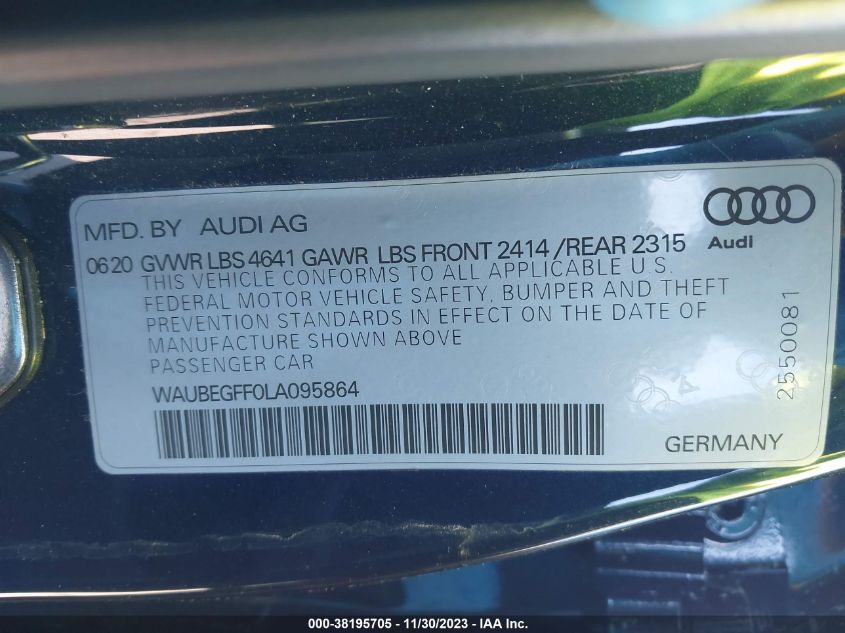 MFD. BY AUDI AG
Audi
0620 GVWR LBS 4641 GAWR LBS FRONT 2414 /REAR 2315
THIS VEHICLE CONFORMS TO ALL APPLICABLE U.S.
FEDERAL MOTOR VEHICLE SAFETY, BUMPER AND THEFT
PREVENTION STANDARDS IN EFFECT ON THE DATE OF
MANUFACTURE SHOWN ABOVE
PASSENGER CAR
WAUBEGFF0LA095864
2550081
GERMANY
000-38195705 - 11/30/2023 - IAA Inc.